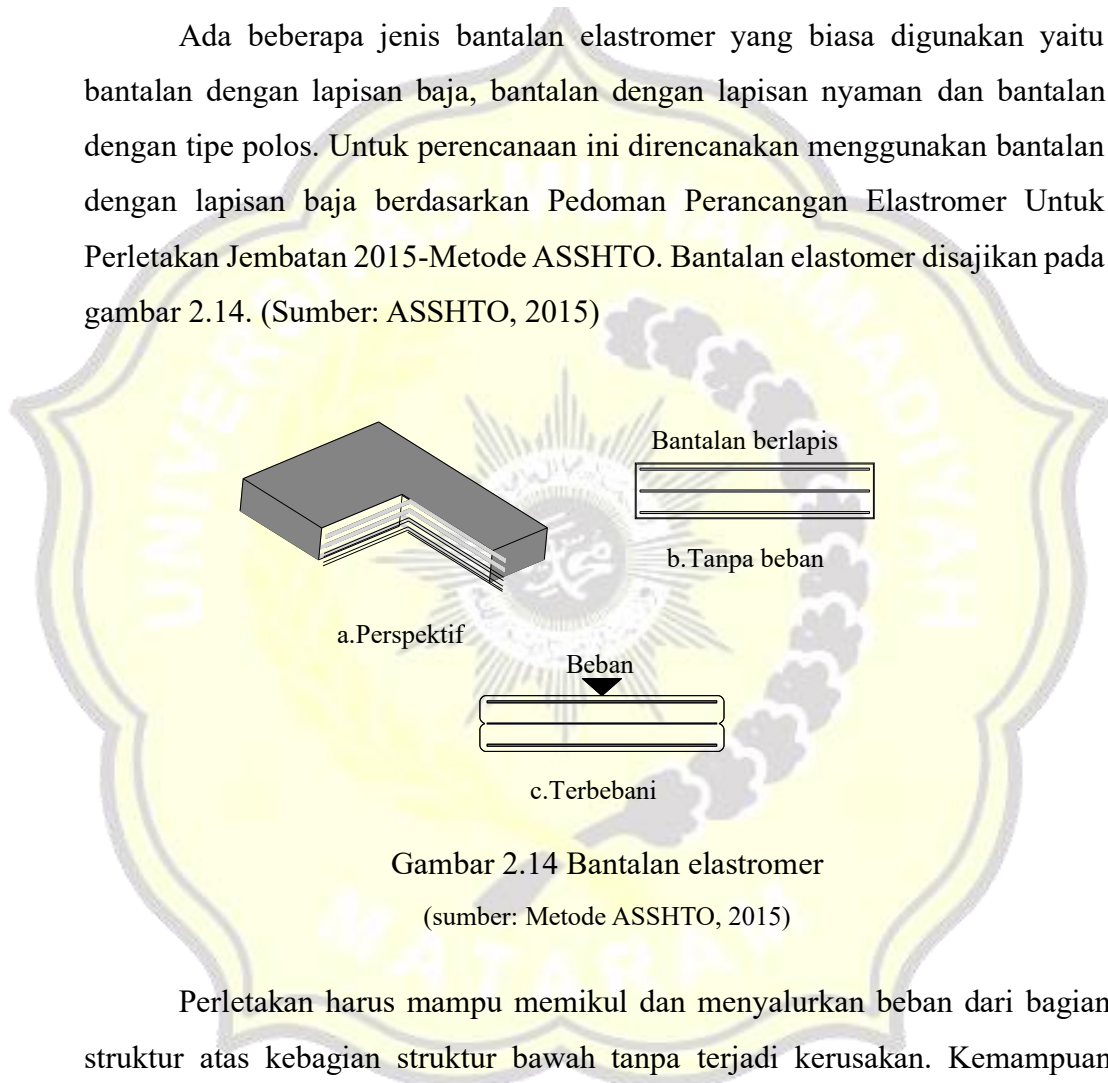 Ada beberapa jenis bantalan elastromer yang biasa digunakan yaitu
bantalan dengan lapisan baja, bantalan dengan lapisan nyaman dan bantalan
dengan tipe polos. Untuk perencanaan ini direncanakan menggunakan bantalan
dengan lapisan baja berdasarkan Pedoman Perancangan Elastromer Untuk
Perletakan Jembatan 2015-Metode ASSHTO. Bantalan elastomer disajikan pada
gambar 2.14. (Sumber: ASSHTO, 2015)
UNIVERSITAS MUHAMMADIYAH
MATARAM
Bantalan berlapis
b.Tanpa beban
a.Perspektif
Beban
c.Terbebani
Gambar 2.14 Bantalan elastromer
(sumber: Metode ASSHTO, 2015)
Perletakan harus mampu memikul dan menyalurkan beban dari bagian
struktur atas kebagian struktur bawah tanpa terjadi kerusakan. Kemampuan